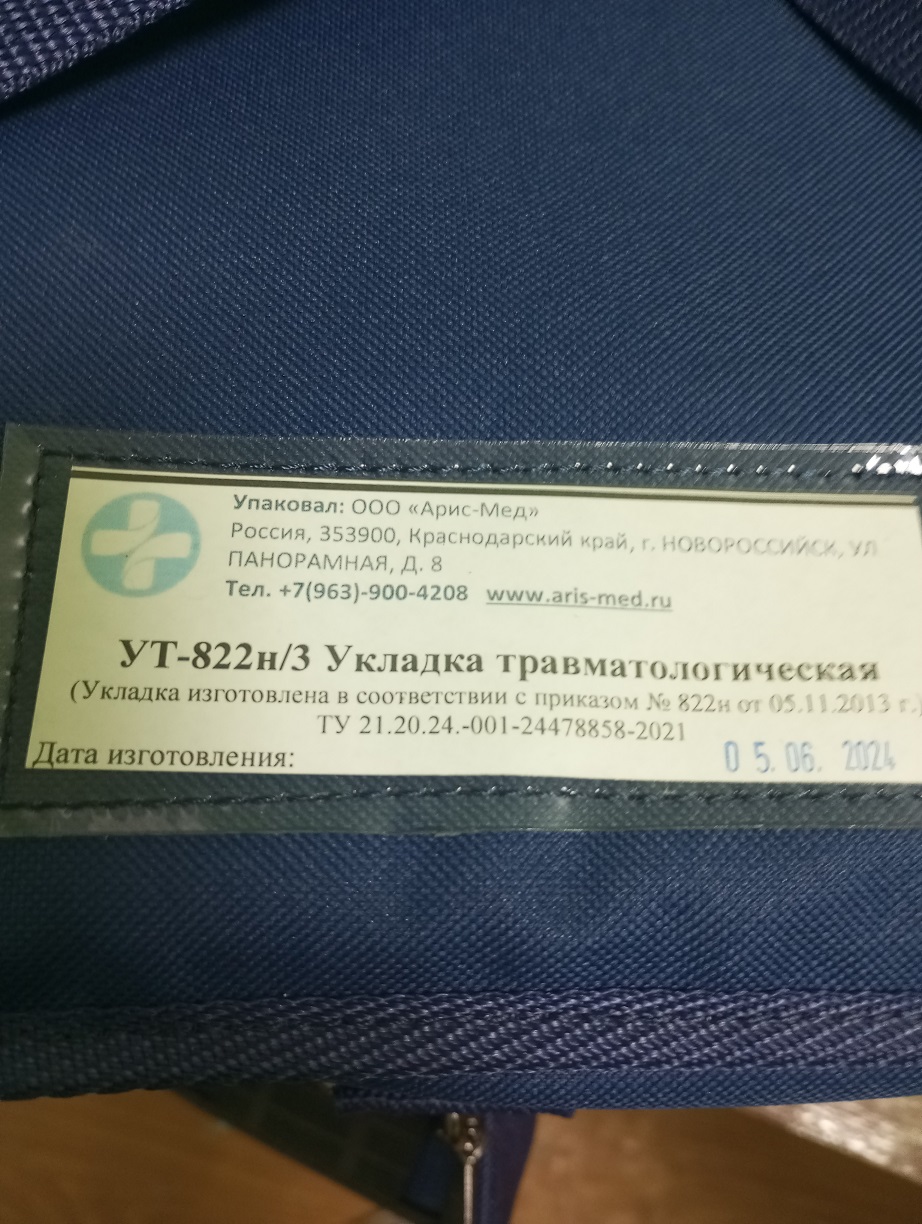 Упаковал: ООО «Арис-Мед»
Россия, 353900, Краснодарский край, г. НОВОРОССИЙСК, УЛ
ПАНОРАМНАЯ, Д. 8
Тел. +7(963)-900-4208 www.aris-med.ru
УТ-822н/3 Укладка травматологическая
(Укладка изготовлена в соответствии с приказом № 822н от 05.11.2013 г.)
ТУ 21.20.24.-001-24478858-2021
Дата изготовления: 05.06. 2024